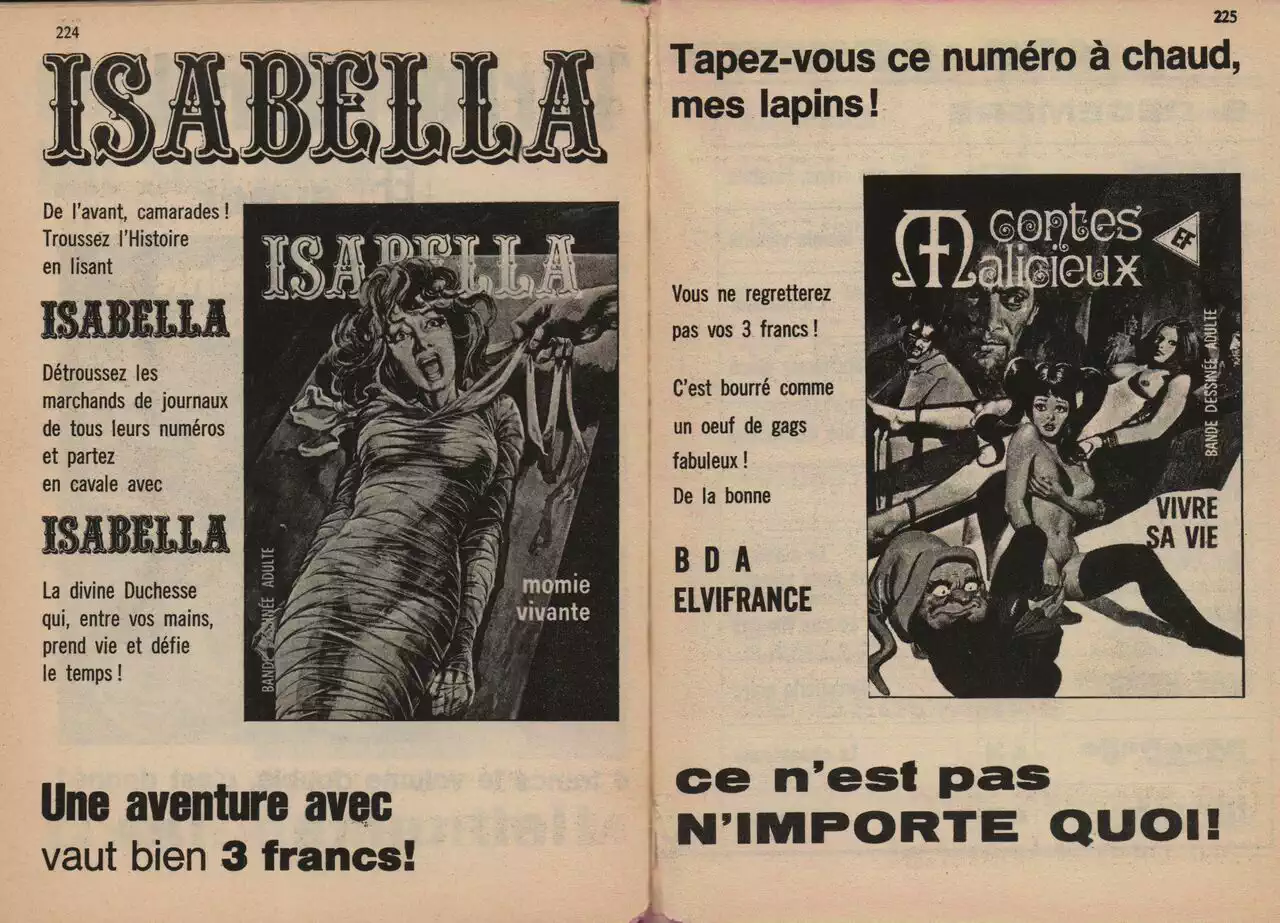 224
ISABELLA
De l'avant, camarades !
Troussez l'Histoire
en lisant
ISABELLA
Détroussez les
marchands de journaux
de tous leurs numéros
et partez
en cavale avec
ISABELLA
La divine Duchesse
qui, entre vos mains,
prend vie et défie
le temps !
ISABELLA
BANDE DESSINÉE ADULTE
momie
vivante
Une aventure avec
vaut bien 3 francs!
225
Tapez-vous ce numéro à chaud,
mes lapins !
Vous ne regretterez
pas vos 3 francs !
C'est bourré comme
un oeuf de gags
fabuleux !
De la bonne
B D A
ELVIFRANCE
contes
Malicieux
EF
BANDE DESSINÉE ADULTE
VIVRE
SA VIE
ce n'est pas
N'IMPORTE QUOI!